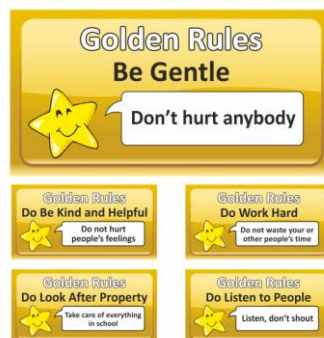 Golden Rules
Be Gentle
Don't hurt anybody
Golden Rules
Do Be Kind and Helpful
Do not hurt
people's feelings
Golden Rules
Do Work Hard
Do not waste your or
other people's time
Golden Rules
Do Look After Property
Take care of everything
in school
Golden Rules
Do Listen to People
Listen, don't shout